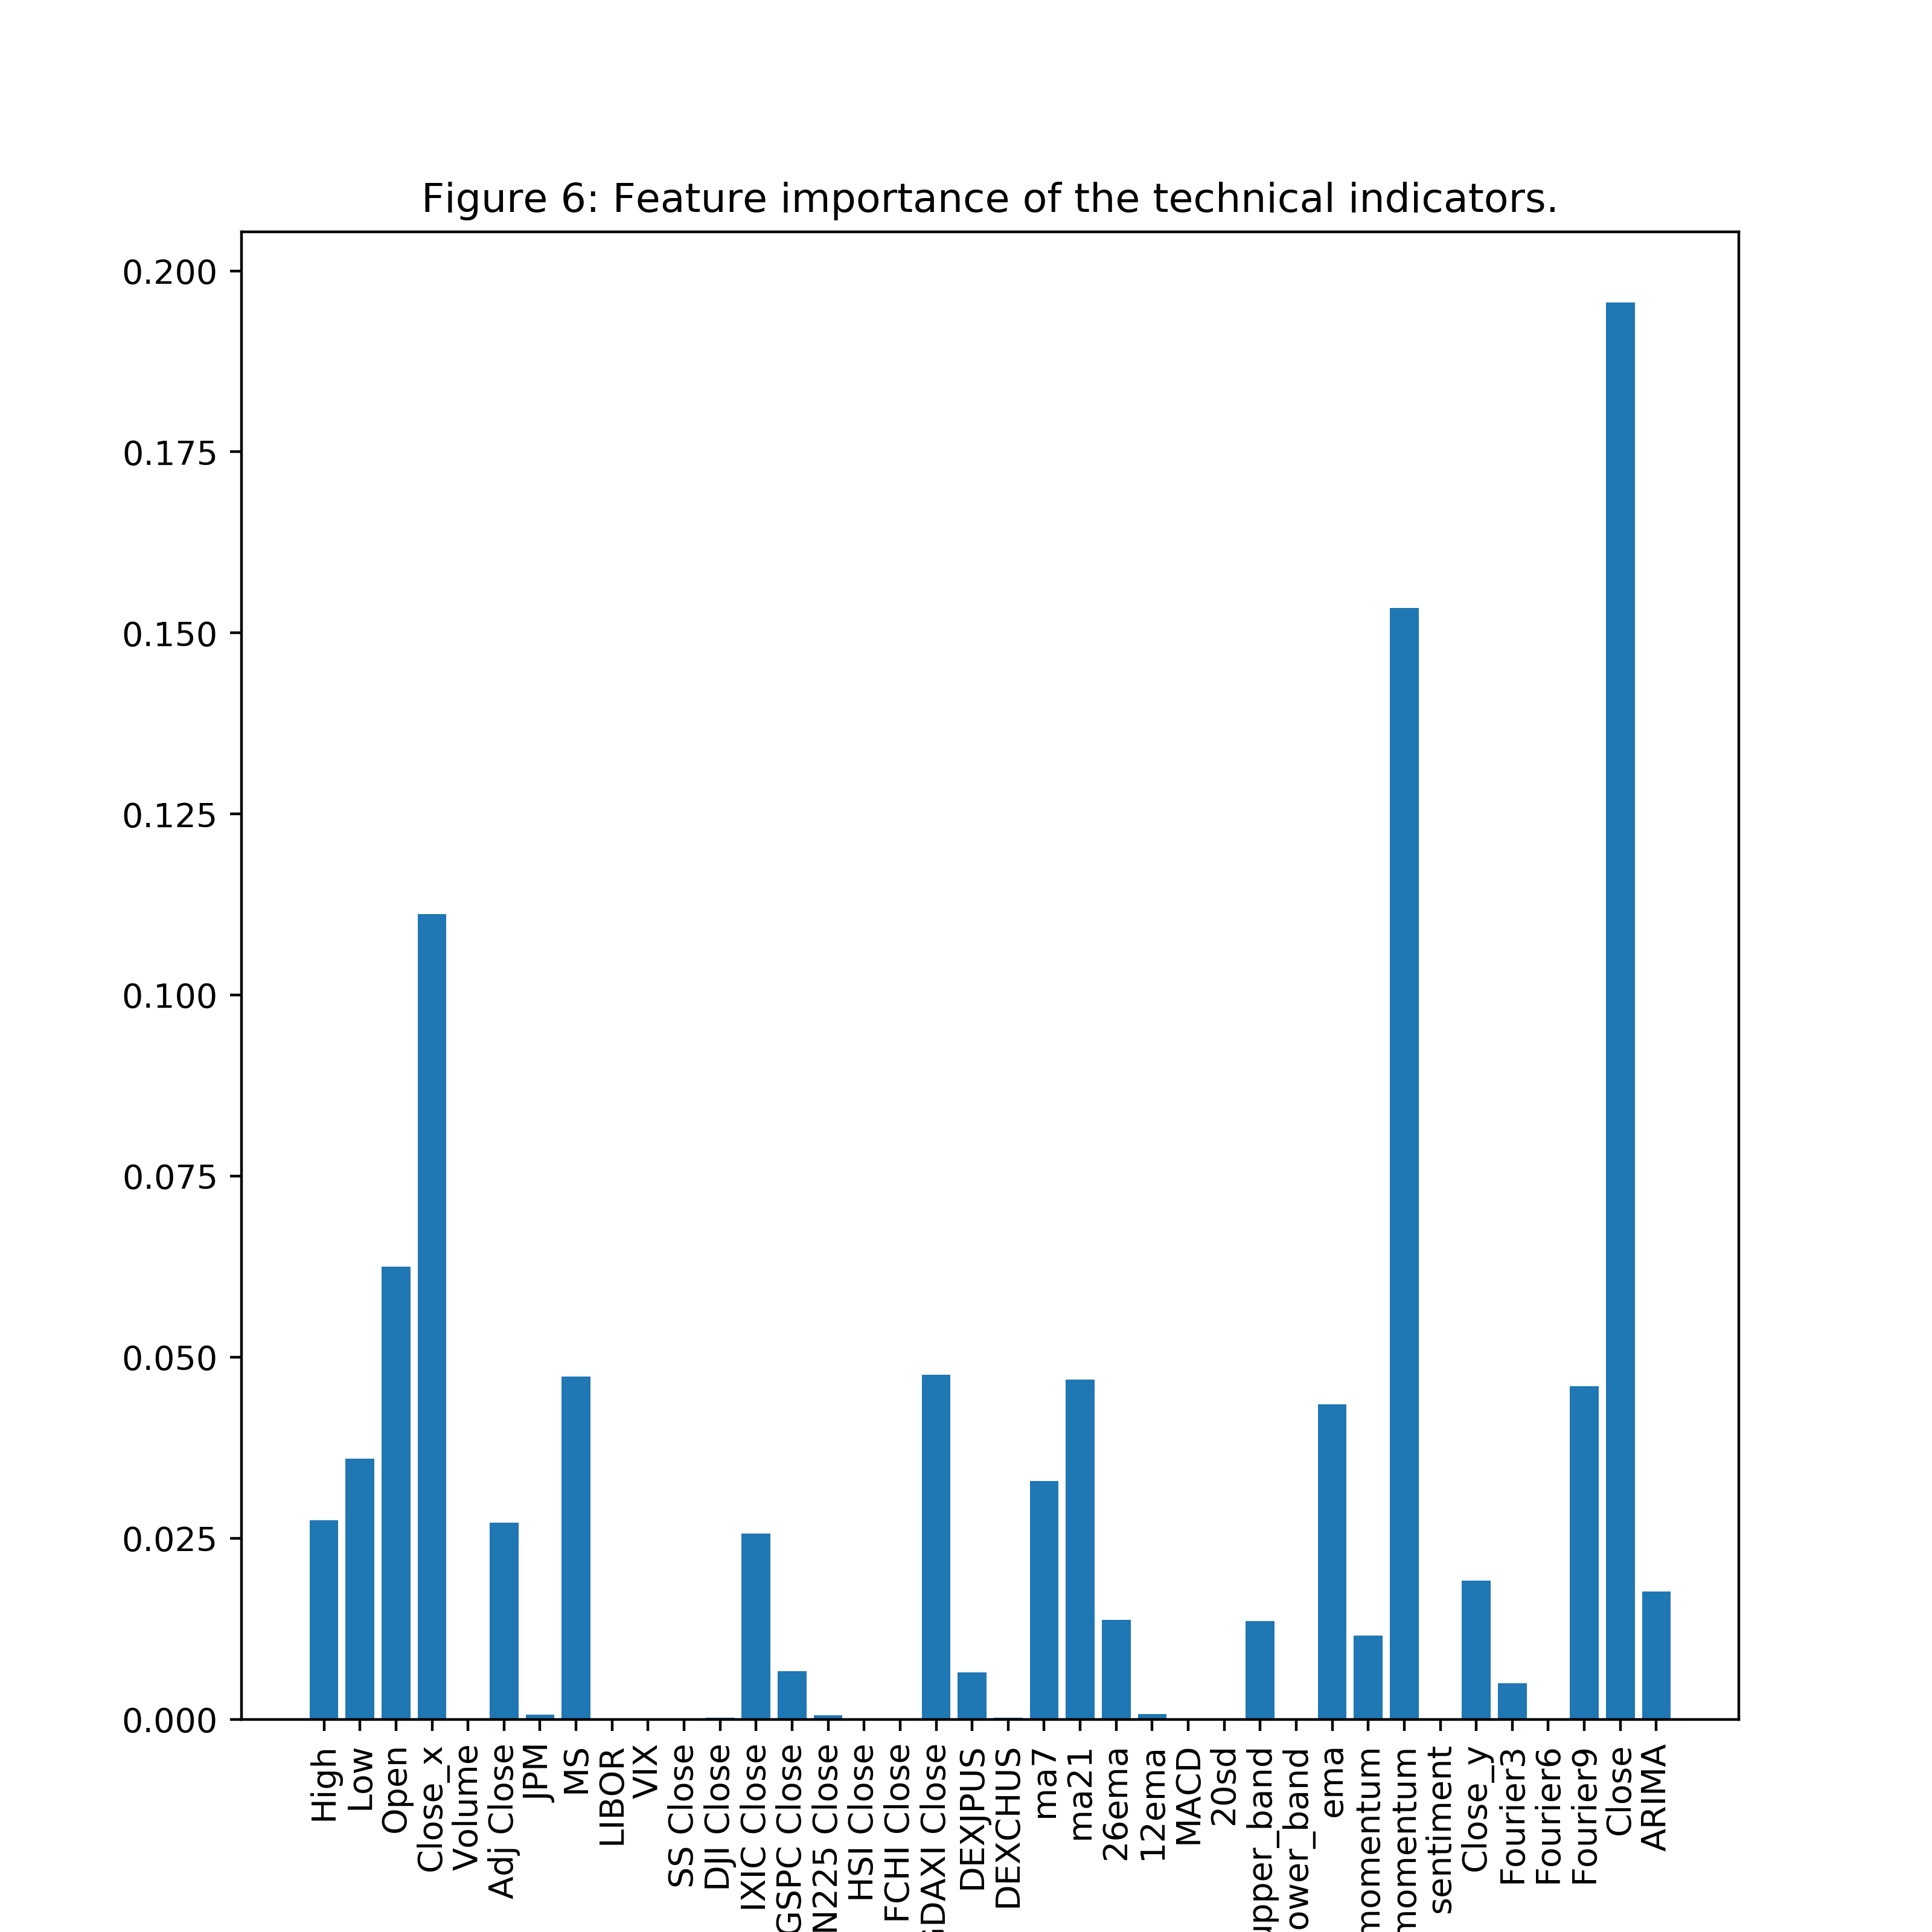 Figure 6: Feature importance of the technical indicators.
0.200
0.175
0.150
0.125
0.100
0.075
0.050
0.025
0.000
High
Low
Open
Close_x
Volume
Adj Close
JPM
MS
LIBOR
VIX
SS Close
DJI Close
IXIC Close
GSPC Close
N225 Close
HSI Close
FCHI Close
GDAXI Close
DEXJPUS
DEXCHUS
ma7
ma21
26ema
12ema
MACD
20sd
upper_band
ower_band
ema
momentum
momentum
sentiment
Close_y
Fourier3
Fourier6
Fourier9
Close
ARIMA